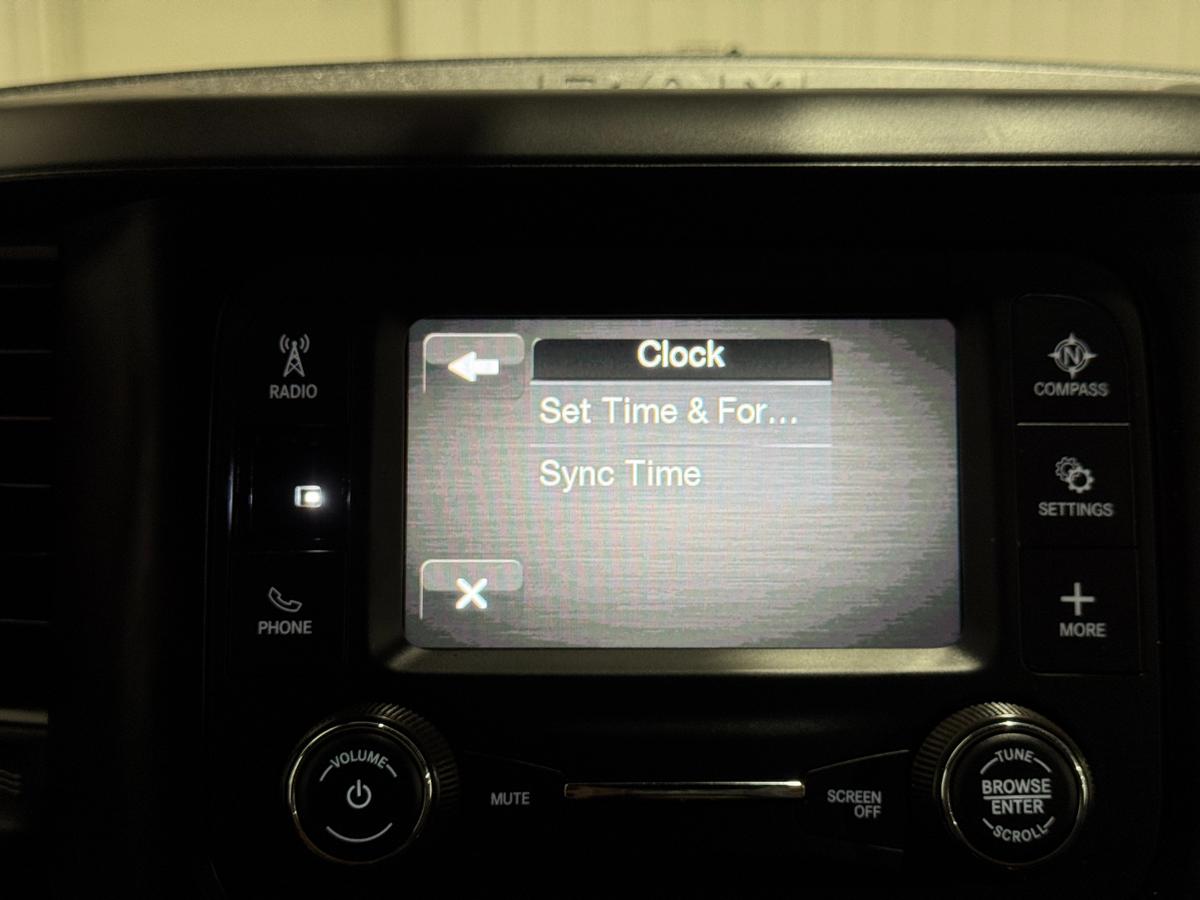 RADIO
Clock
COMPASS
Set Time & For...
Sync Time
SETTINGS
PHONE
MORE
VOLUME
MUTE
SCREEN
OFF
TUNE
BROWSE
ENTER
SCROLL
N